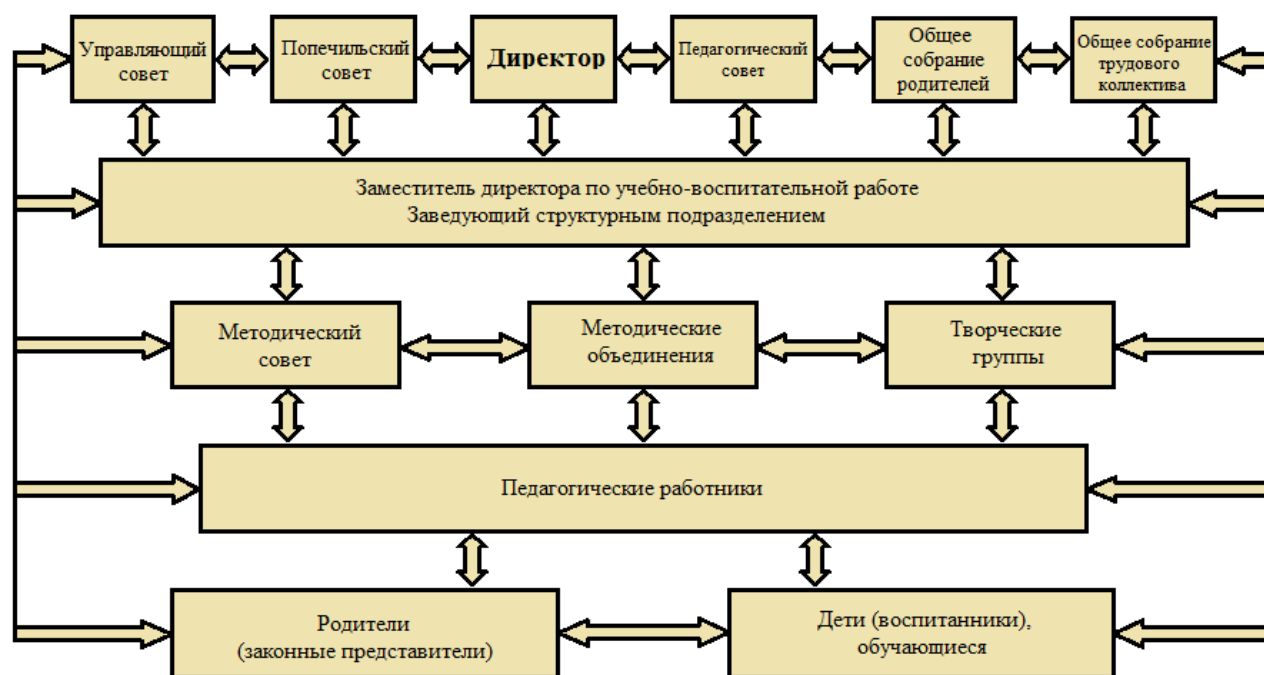 Управляющий
совет
Попечильский
совет
Директор
Педагогический
совет
Общее
собрание
родителей
Общее собрание
трудового
коллектива
Заместитель директора по учебно-воспитательной работе
Заведующий структурным подразделением
Методический
совет
Методические
объединения
Творческие
группы
Педагогические работники
Родители
(законные представители)
Дети (воспитанники),
обучающиеся